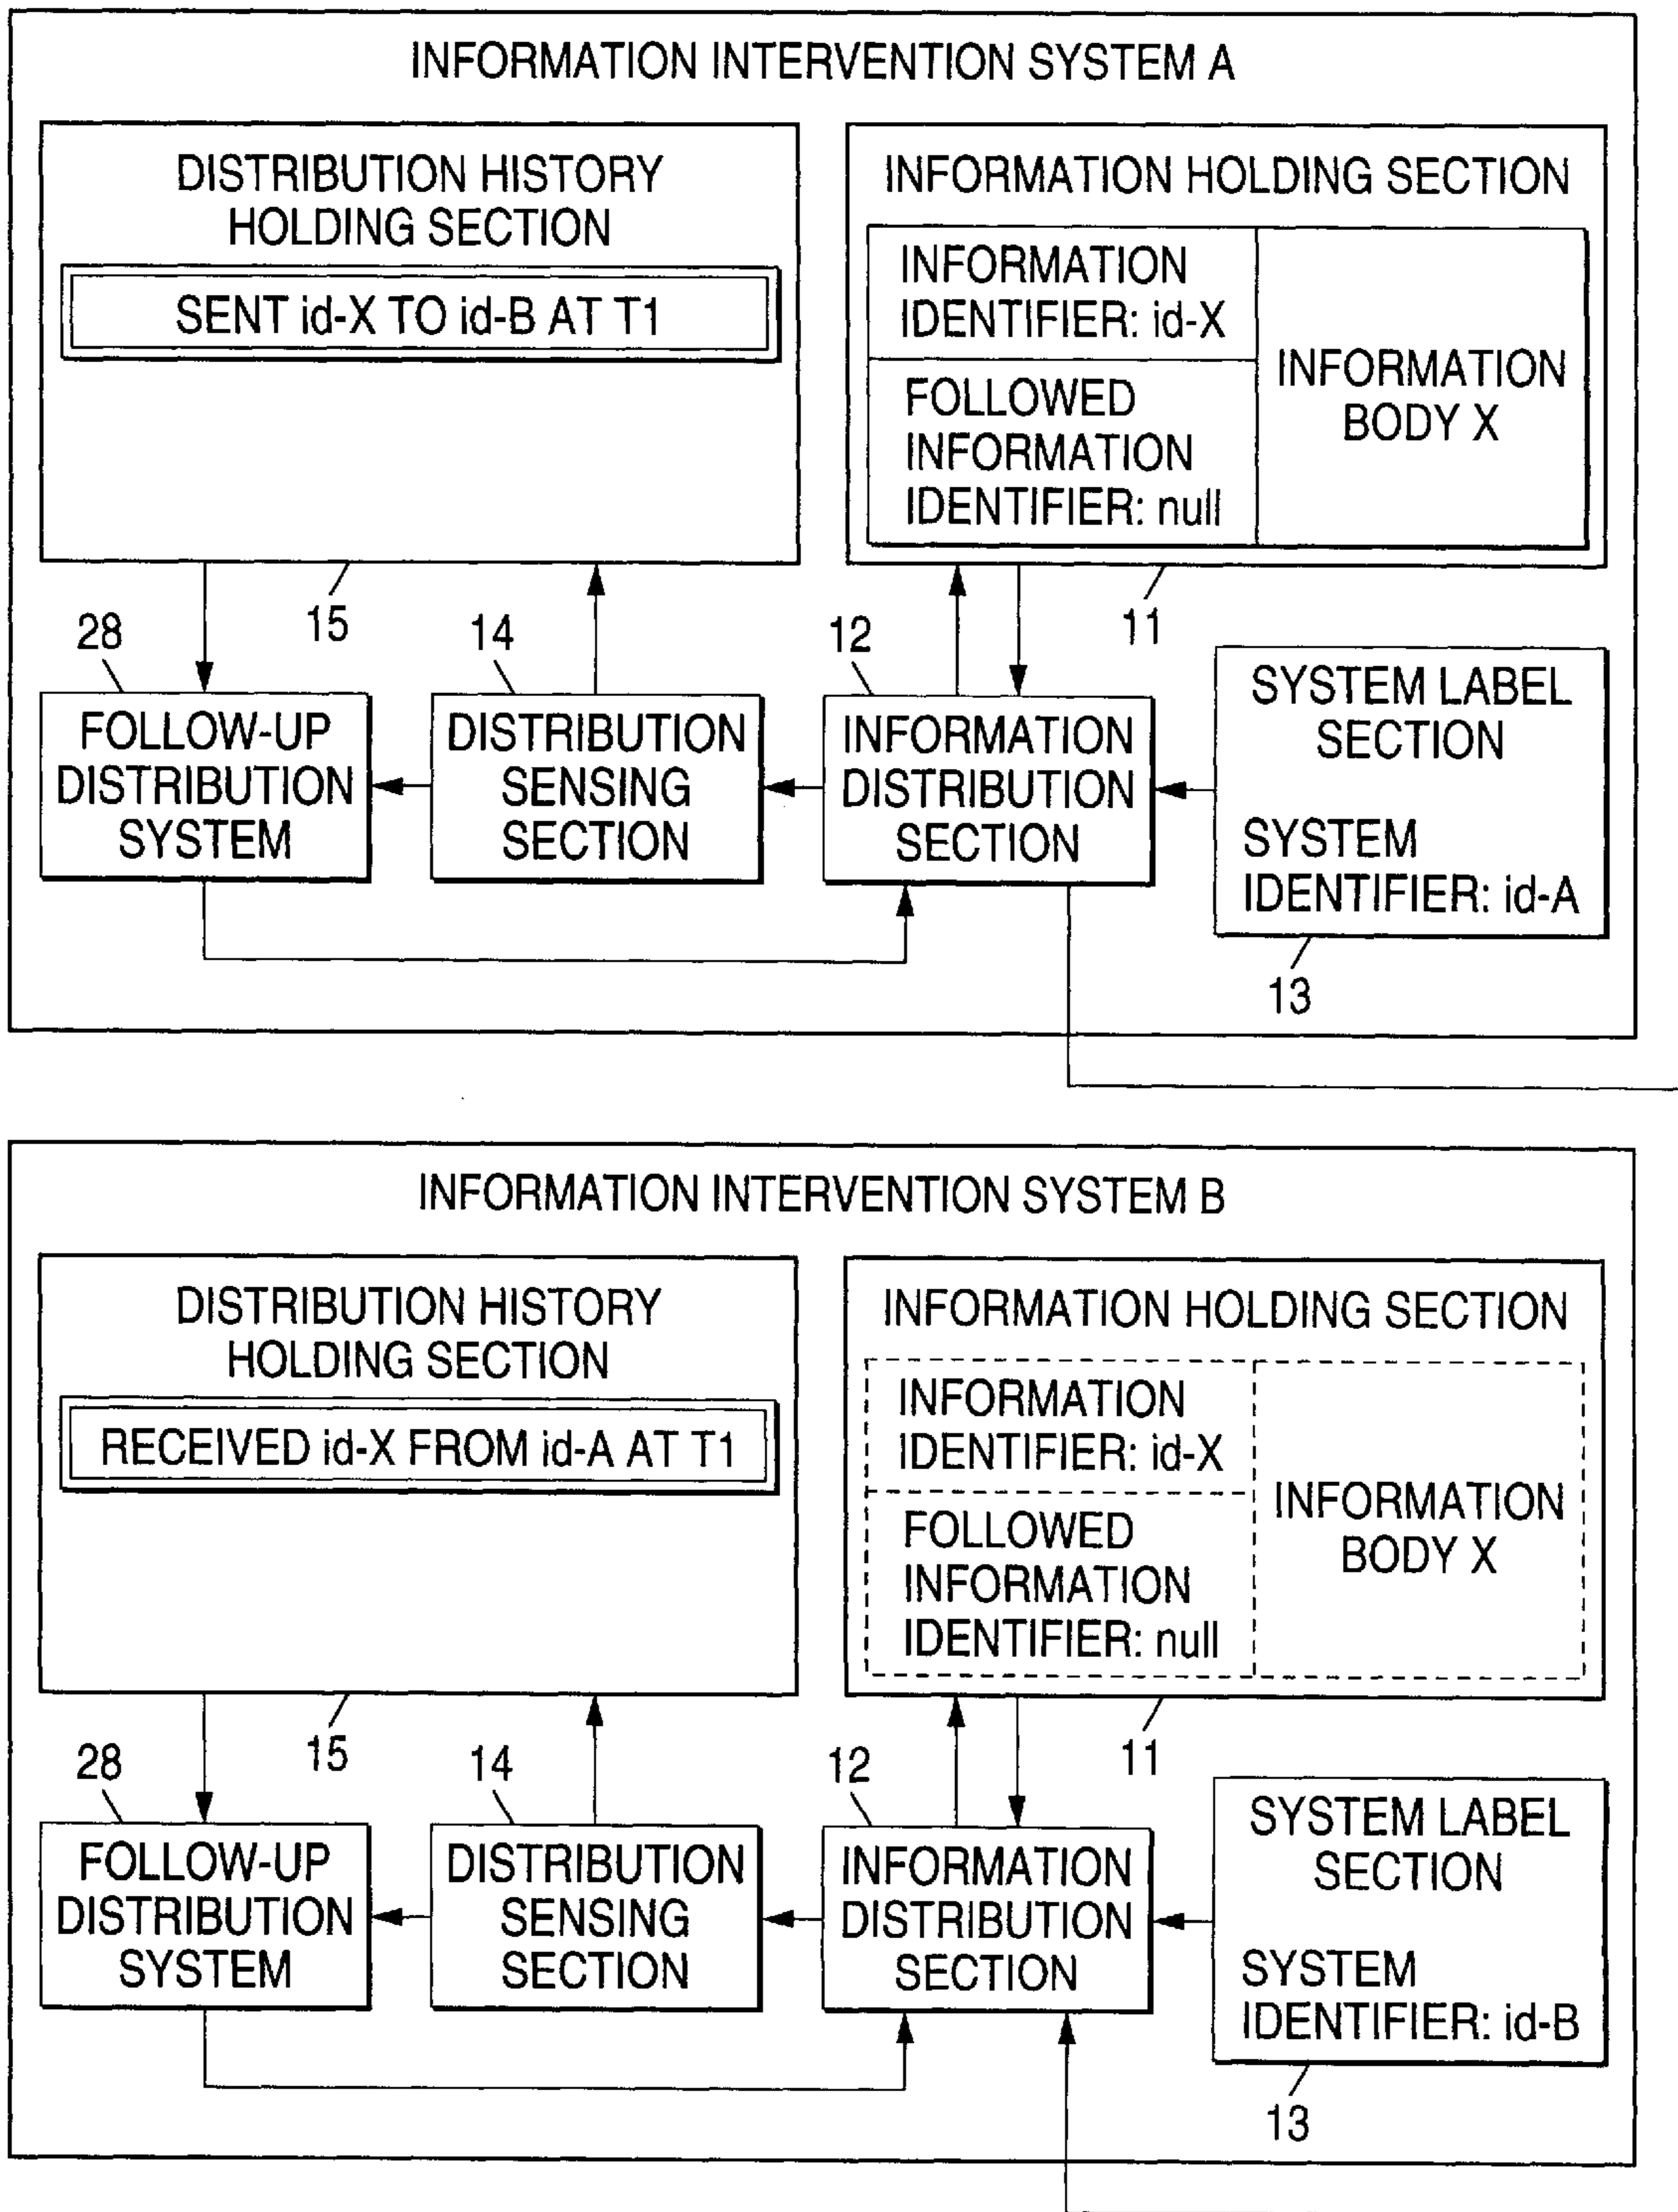 INFORMATION INTERVENTION SYSTEM A
DISTRIBUTION HISTORY
HOLDING SECTION
SENT id-X TO id-B AT T1
INFORMATION HOLDING SECTION
INFORMATION
IDENTIFIER: id-X
FOLLOWED
INFORMATION
IDENTIFIER: null
INFORMATION
BODY X
15
11
28
14
12
FOLLOW-UP
DISTRIBUTION
SYSTEM
DISTRIBUTION
SENSING
SECTION
INFORMATION
DISTRIBUTION
SECTION
SYSTEM LABEL
SECTION
SYSTEM
IDENTIFIER: id-A
13
INFORMATION INTERVENTION SYSTEM B
DISTRIBUTION HISTORY
HOLDING SECTION
RECEIVED id-X FROM id-A AT T1
INFORMATION HOLDING SECTION
INFORMATION
IDENTIFIER: id-X
FOLLOWED
INFORMATION
IDENTIFIER: null
INFORMATION
BODY X
15
11
28
14
12
FOLLOW-UP
DISTRIBUTION
SYSTEM
DISTRIBUTION
SENSING
SECTION
INFORMATION
DISTRIBUTION
SECTION
SYSTEM LABEL
SECTION
SYSTEM
IDENTIFIER: id-B
13